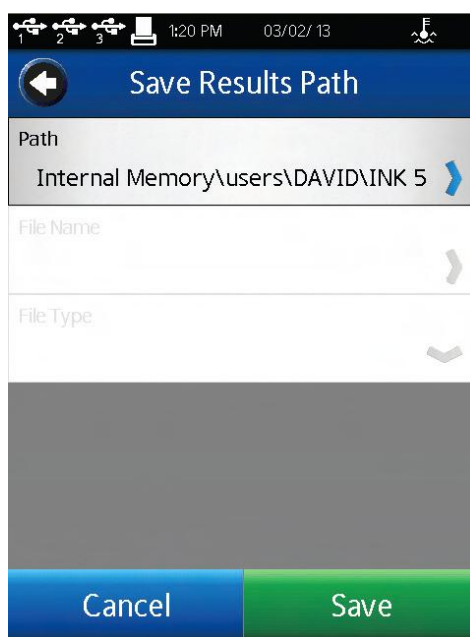 1 2 3 1:20 PM 03/02/ 13 F
Save Results Path
Path
Internal Memory\users\DAVID\INK 5
File Name
File Type
Cancel Save